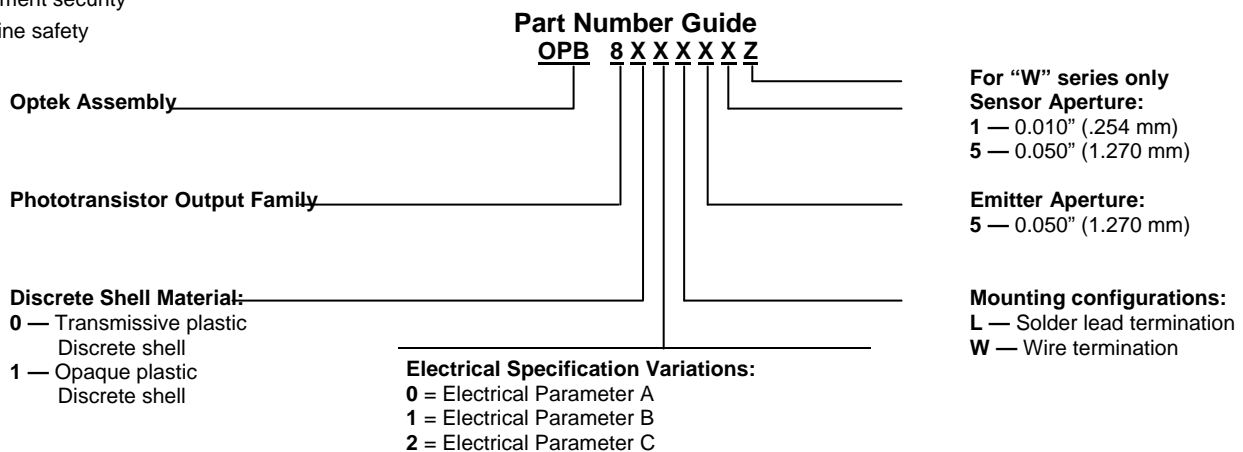 ment security
ine safety
Part Number Guide
OPB 8 X X X X X Z
For “W” series only
Optek Assembly
Sensor Aperture:
1 — 0.010” (.254 mm)
5 — 0.050” (1.270 mm)
Phototransistor Output Family
Emitter Aperture:
5 — 0.050” (1.270 mm)
Discrete Shell Material:
0 — Transmissive plastic
Discrete shell
1 — Opaque plastic
Discrete shell
Electrical Specification Variations:
0 = Electrical Parameter A
1 = Electrical Parameter B
2 = Electrical Parameter C
Mounting configurations:
L — Solder lead termination
W — Wire termination